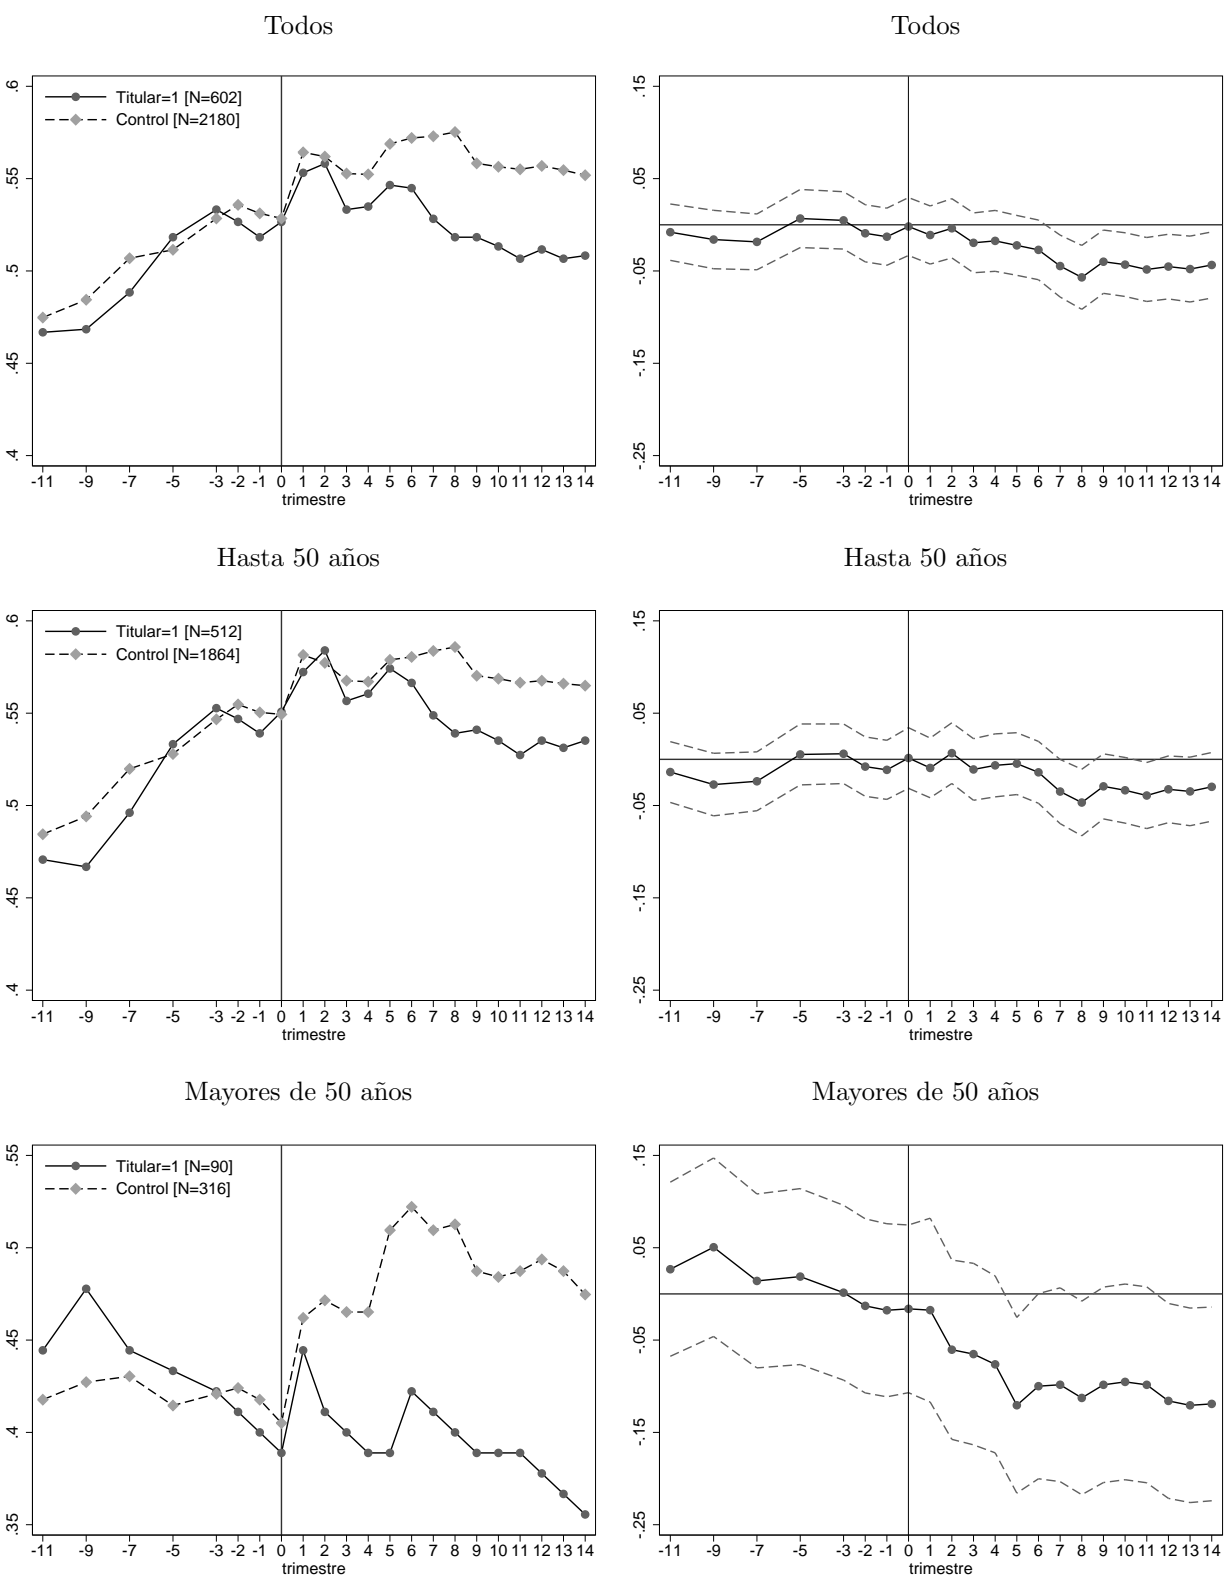 Todos
Titular=1 [N=602]
Control [N=2180]
.6
.55
.5
.45
.4
-11 -9 -7 -5 -3 -2 -1 0 1 2 3 4 5 6 7 8 9 10 11 12 13 14
trimestre
Todos
.15
.05
-.05
-.15
-.25
-11 -9 -7 -5 -3 -2 -1 0 1 2 3 4 5 6 7 8 9 10 11 12 13 14
trimestre
Hasta 50 años
Titular=1 [N=512]
Control [N=1864]
.6
.55
.5
.45
.4
-11 -9 -7 -5 -3 -2 -1 0 1 2 3 4 5 6 7 8 9 10 11 12 13 14
trimestre
Hasta 50 años
.15
.05
-.05
-.15
-.25
-11 -9 -7 -5 -3 -2 -1 0 1 2 3 4 5 6 7 8 9 10 11 12 13 14
trimestre
Mayores de 50 años
Titular=1 [N=90]
Control [N=316]
.55
.5
.45
.4
.35
-11 -9 -7 -5 -3 -2 -1 0 1 2 3 4 5 6 7 8 9 10 11 12 13 14
trimestre
Mayores de 50 años
.15
.05
-.05
-.15
-.25
-11 -9 -7 -5 -3 -2 -1 0 1 2 3 4 5 6 7 8 9 10 11 12 13 14
trimestre